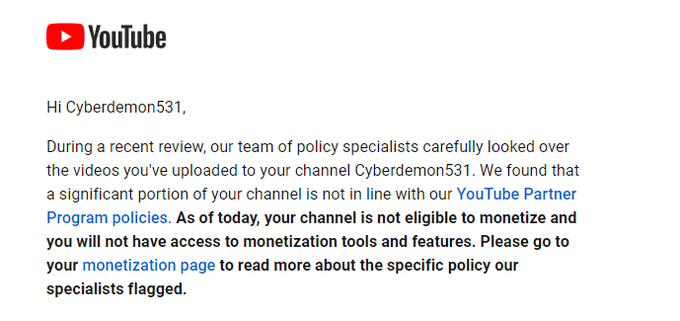 YouTube
Hi Cyberdemon531,
During a recent review, our team of policy specialists carefully looked over
the videos you've uploaded to your channel Cyberdemon531. We found that
a significant portion of your channel is not in line with our YouTube Partner
Program policies. As of today, your channel is not eligible to monetize and
you will not have access to monetization tools and features. Please go to
your monetization page to read more about the specific policy our
specialists flagged.